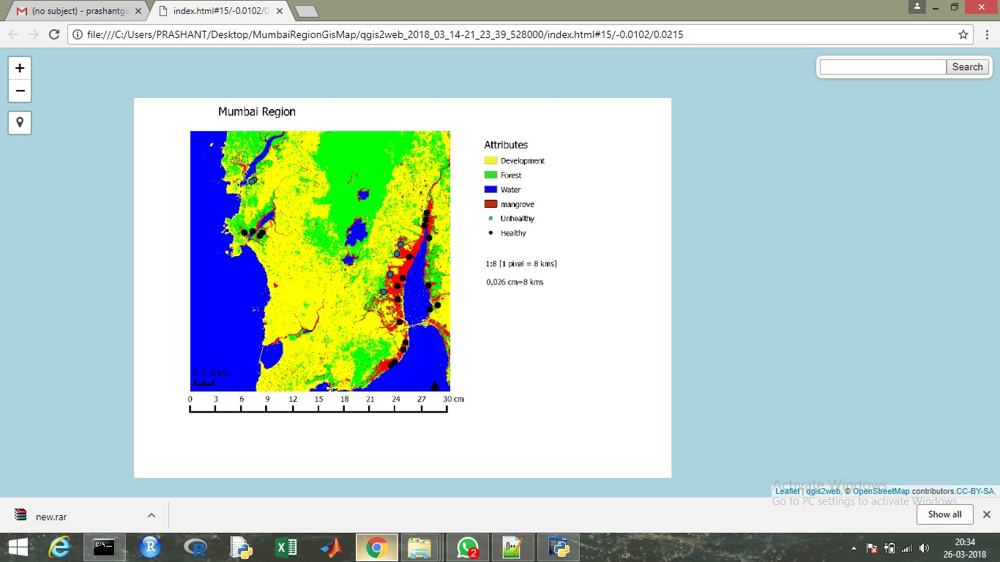 (no subject) - prashantga
index.html#15/-0.0102/0
file:///C:/Users/PRASHANT/Desktop/MumbaiRegionGisMap/qgis2web_2018_03_14-21_23_39_528000/index.html#15/-0.0102/0.0215
+
−
Search
Mumbai Region
Attributes
Development
Forest
Water
mangrove
Unhealthy
Healthy
1:8 [1 pixel = 8 kms]
0.026 cm=8 kms
0 4 8 km
0 3 6 9 12 15 18 21 24 27 30 cm
Activate Windows
Go to PC settings to activate Windows.
Leaflet | qgis2web, © OpenStreetMap contributors,CC-BY-SA,
new.rar
Show all
C:\
R
R
2
20:34
26-03-2018